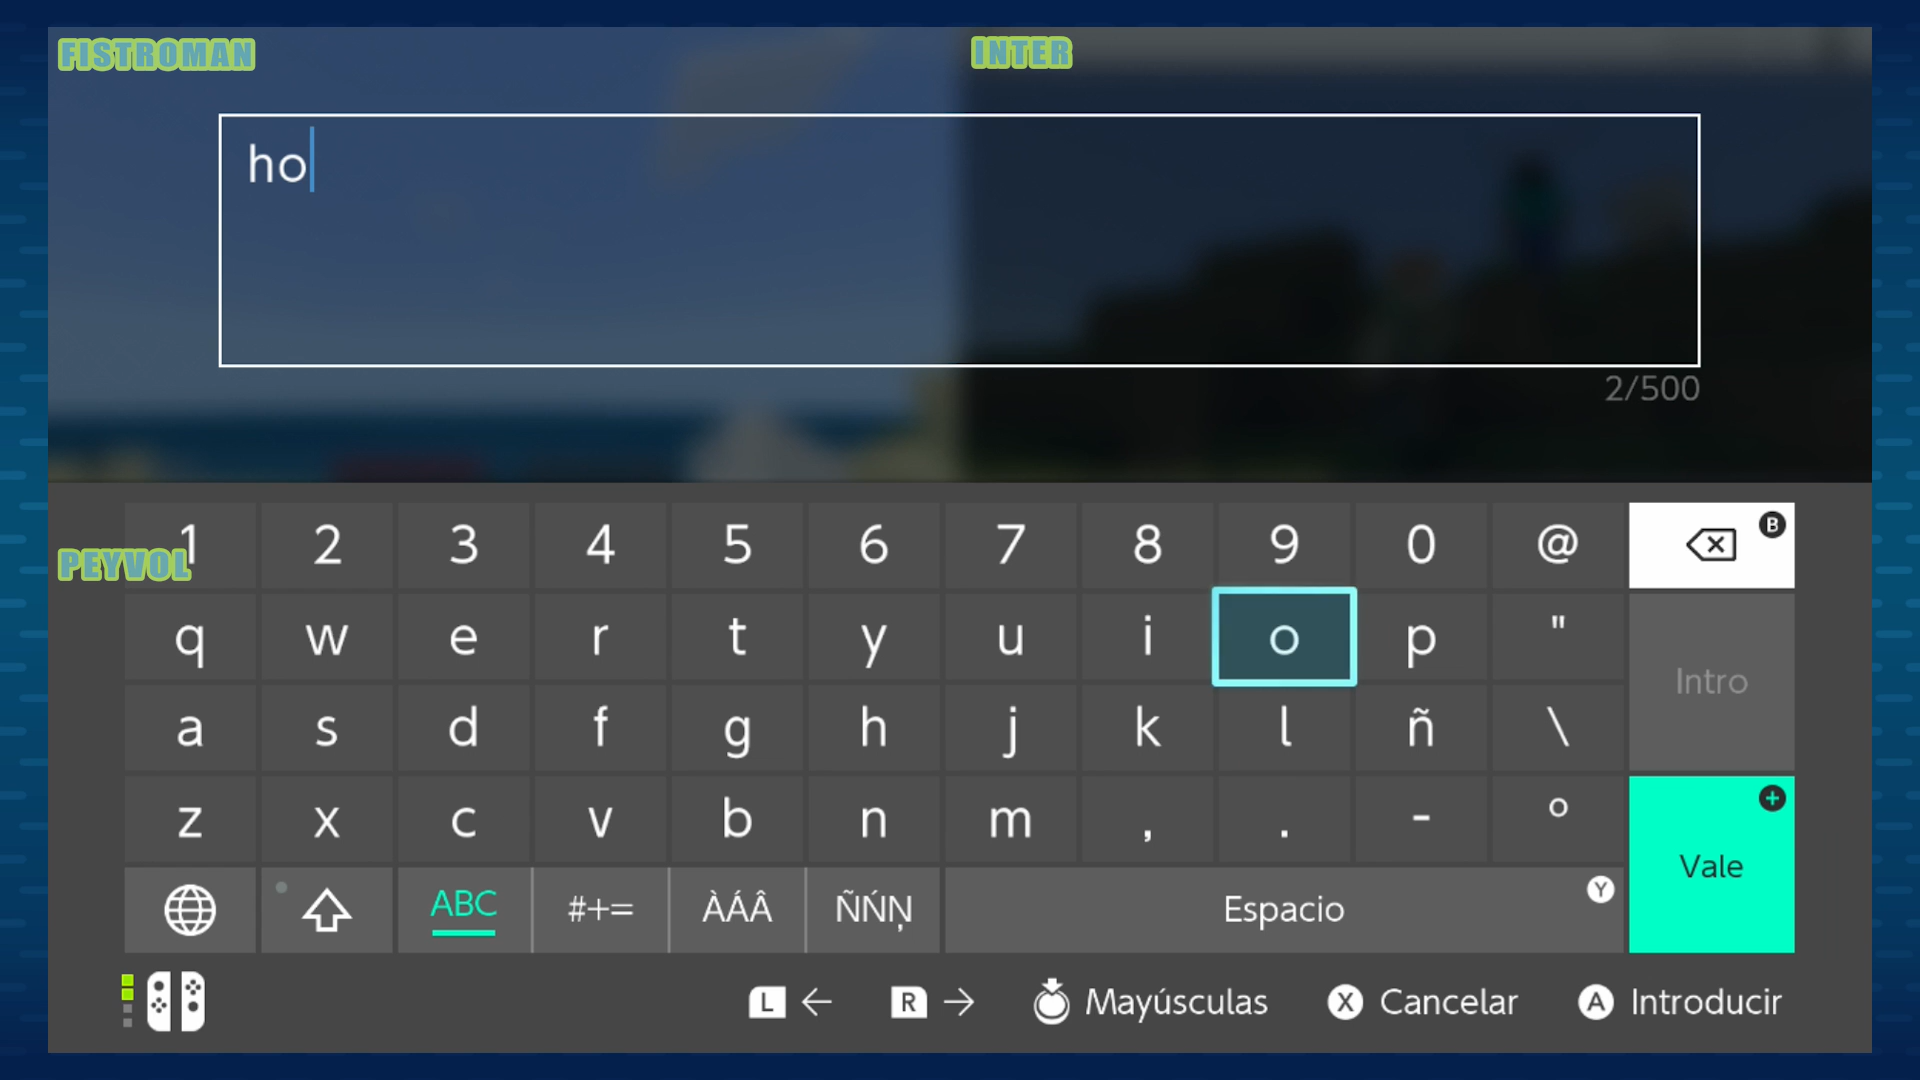 FISTROMAN
INTER
ho
2/500
1 2 3 4 5 6 7 8 9 0 @ B
PEYVOL
q w e r t y u i o p "
Intro
a s d f g h j k l ñ \
z x c v b n m , . - º
+
Vale
ABC #+= ÀÁÂ ÑŃŅ Espacio Y
L ← R → Mayúsculas X Cancelar A Introducir